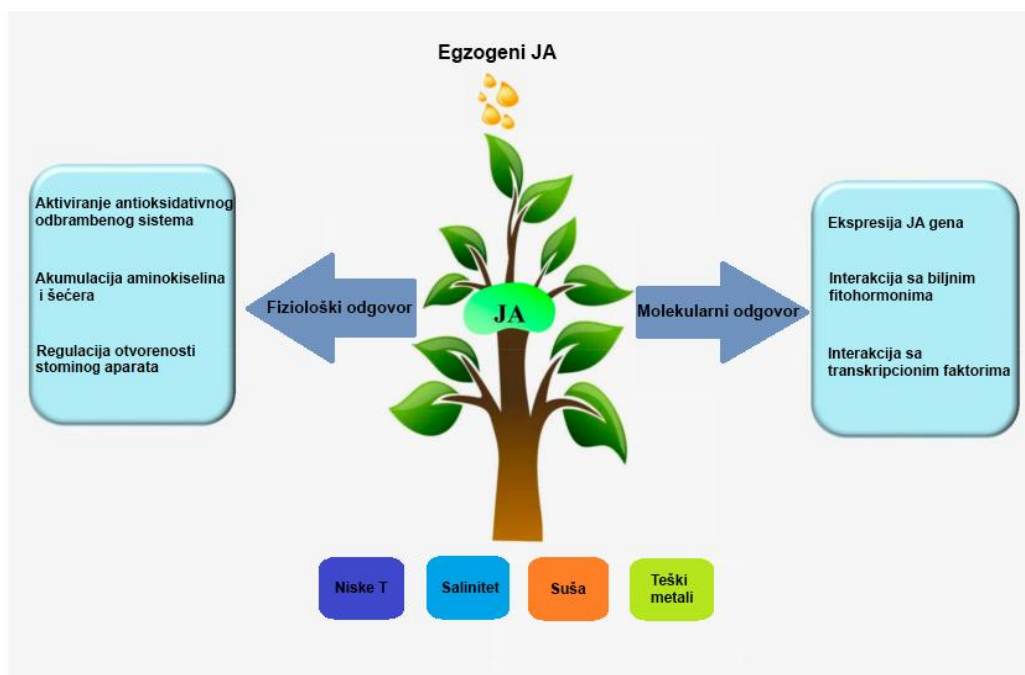 Egzogeni JA
Aktiviranje antioksidativnog
odbrambenog sistema
Akumulacija aminokiselina
i šećera
Regulacija otvorenosti
stominog aparata
Fiziološki odgovor
JA
Molekularni odgovor
Ekspresija JA gena
Interakcija sa biljnim
fitohormonima
Interakcija sa
transkripcionim faktorima
Niske T
Salinitet
Suša
Teški
metali